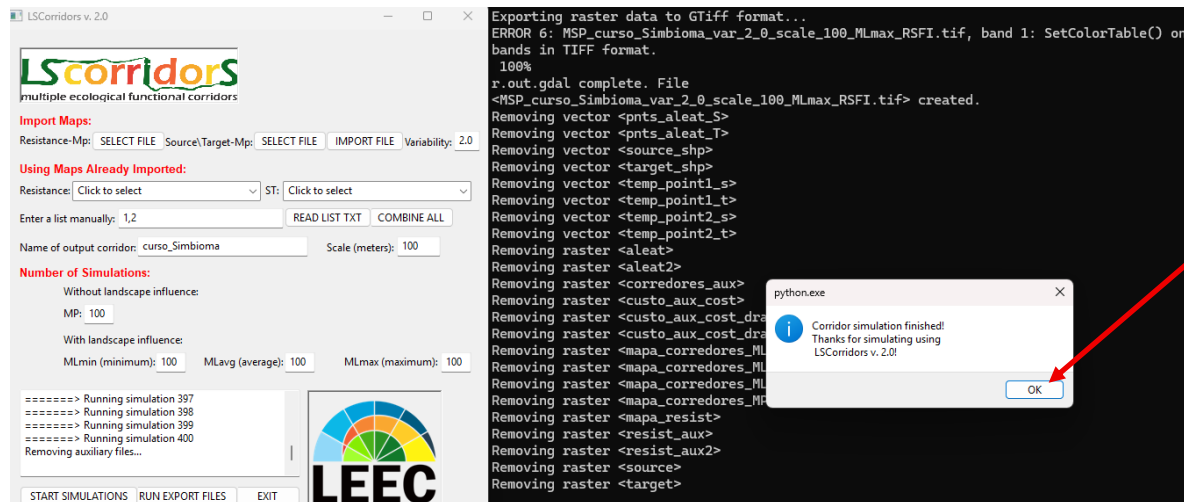 LSCorridors v. 2.0
LScorridorS
multiple ecological functional corridors
Import Maps:
Resistance-Mp: SELECT FILE Source\Target-Mp: SELECT FILE IMPORT FILE Variability: 2.0
Using Maps Already Imported:
Resistance: Click to select ST: Click to select
Enter a list manually: 1,2 READ LIST TXT COMBINE ALL
Name of output corridor: curso_Simbioma Scale (meters): 100
Number of Simulations:
Without landscape influence:
MP: 100
With landscape influence:
MLmin (minimum): 100 MLavg (average): 100 MLmax (maximum): 100
=======> Running simulation 397
=======> Running simulation 398
=======> Running simulation 399
=======> Running simulation 400
Removing auxiliary files...
LEEC
START SIMULATIONS RUN EXPORT FILES EXIT
Exporting raster data to GTiff format...
ERROR 6: MSP_curso_Simbioma_var_2_0_scale_100_MLmax_RSFI.tif, band 1: SetColorTable() on
bands in TIFF format.
100%
r.out.gdal complete. File
<MSP_curso_Simbioma_var_2_0_scale_100_MLmax_RSFI.tif> created.
Removing vector <pnts_aleat_S>
Removing vector <pnts_aleat_T>
Removing vector <source_shp>
Removing vector <target_shp>
Removing vector <temp_point1_s>
Removing vector <temp_point1_t>
Removing vector <temp_point2_s>
Removing vector <temp_point2_t>
Removing raster <aleat>
Removing raster <aleat2>
Removing raster <corredores_aux>
Removing raster <custo_aux_cost>
Removing raster <custo_aux_cost_dra
Removing raster <custo_aux_cost_dra
Removing raster <mapa_corredores_ML
Removing raster <mapa_corredores_ML
Removing raster <mapa_corredores_ML
Removing raster <mapa_corredores_MP
Removing raster <mapa_resist>
Removing raster <resist_aux>
Removing raster <resist_aux2>
Removing raster <source>
Removing raster <target>
python.exe
Corridor simulation finished!
Thanks for simulating using
LSCorridors v. 2.0!
OK